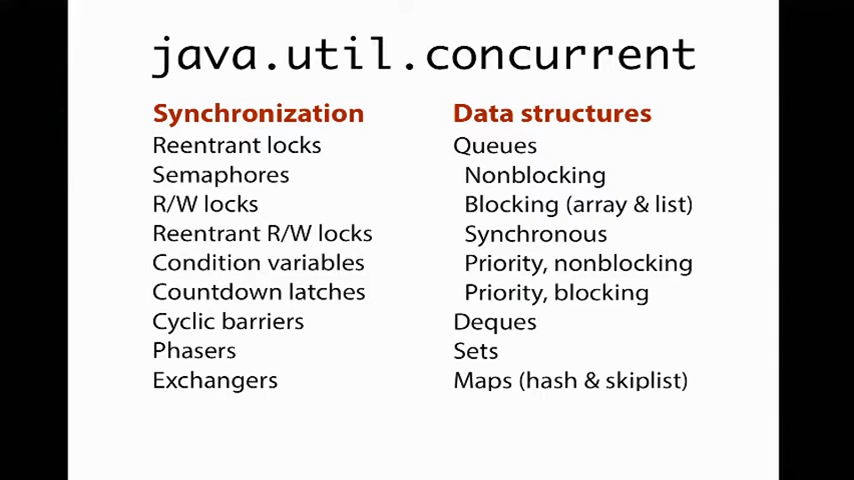 java.util.concurrent
Synchronization
Reentrant locks
Semaphores
R/W locks
Reentrant R/W locks
Condition variables
Countdown latches
Cyclic barriers
Phasers
Exchangers
Data structures
Queues
Nonblocking
Blocking (array & list)
Synchronous
Priority, nonblocking
Priority, blocking
Deques
Sets
Maps (hash & skiplist)